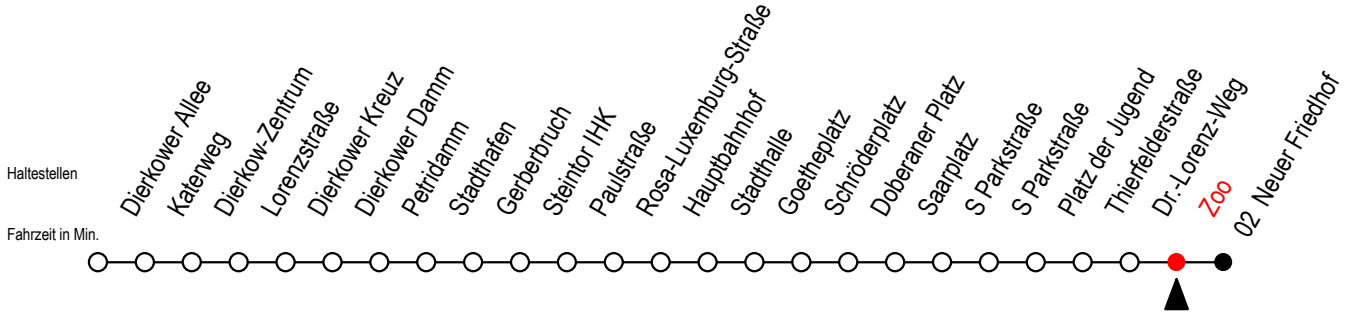 Haltestellen
Fahrzeit in Min.
Dierkower Allee
Katerweg
Dierkow-Zentrum
Lorenzstraße
Dierkower Kreuz
Dierkower Damm
Petridamm
Stadthafen
Gerberbruch
Steintor IHK
Paulstraße
Rosa-Luxemburg-Straße
Hauptbahnhof
Stadthalle
Goetheplatz
Schröderplatz
Doberaner Platz
Saarplatz
S Parkstraße
S Parkstraße
Platz der Jugend
Thierfelderstraße
Dr.-Lorenz-Weg
Zoo
02 Neuer Friedhof